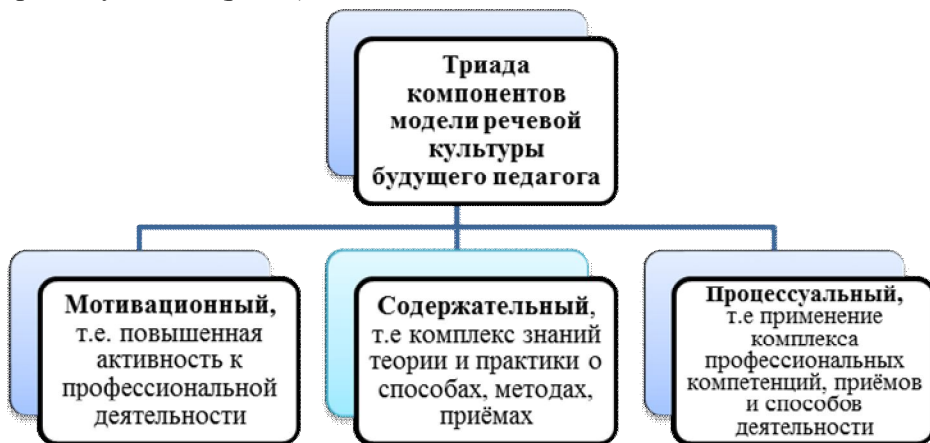 Триада
компонентов
модели речевой
культуры
будущего педагога
Мотивационный,
т.е. повышенная
активность к
профессиональной
деятельности
Содержательный,
т.е комплекс знаний
теории и практики о
способах, методах,
приёмах
Процессуальный,
т.е применение
комплекса
профессиональных
компетенций, приёмов
и способов
деятельности